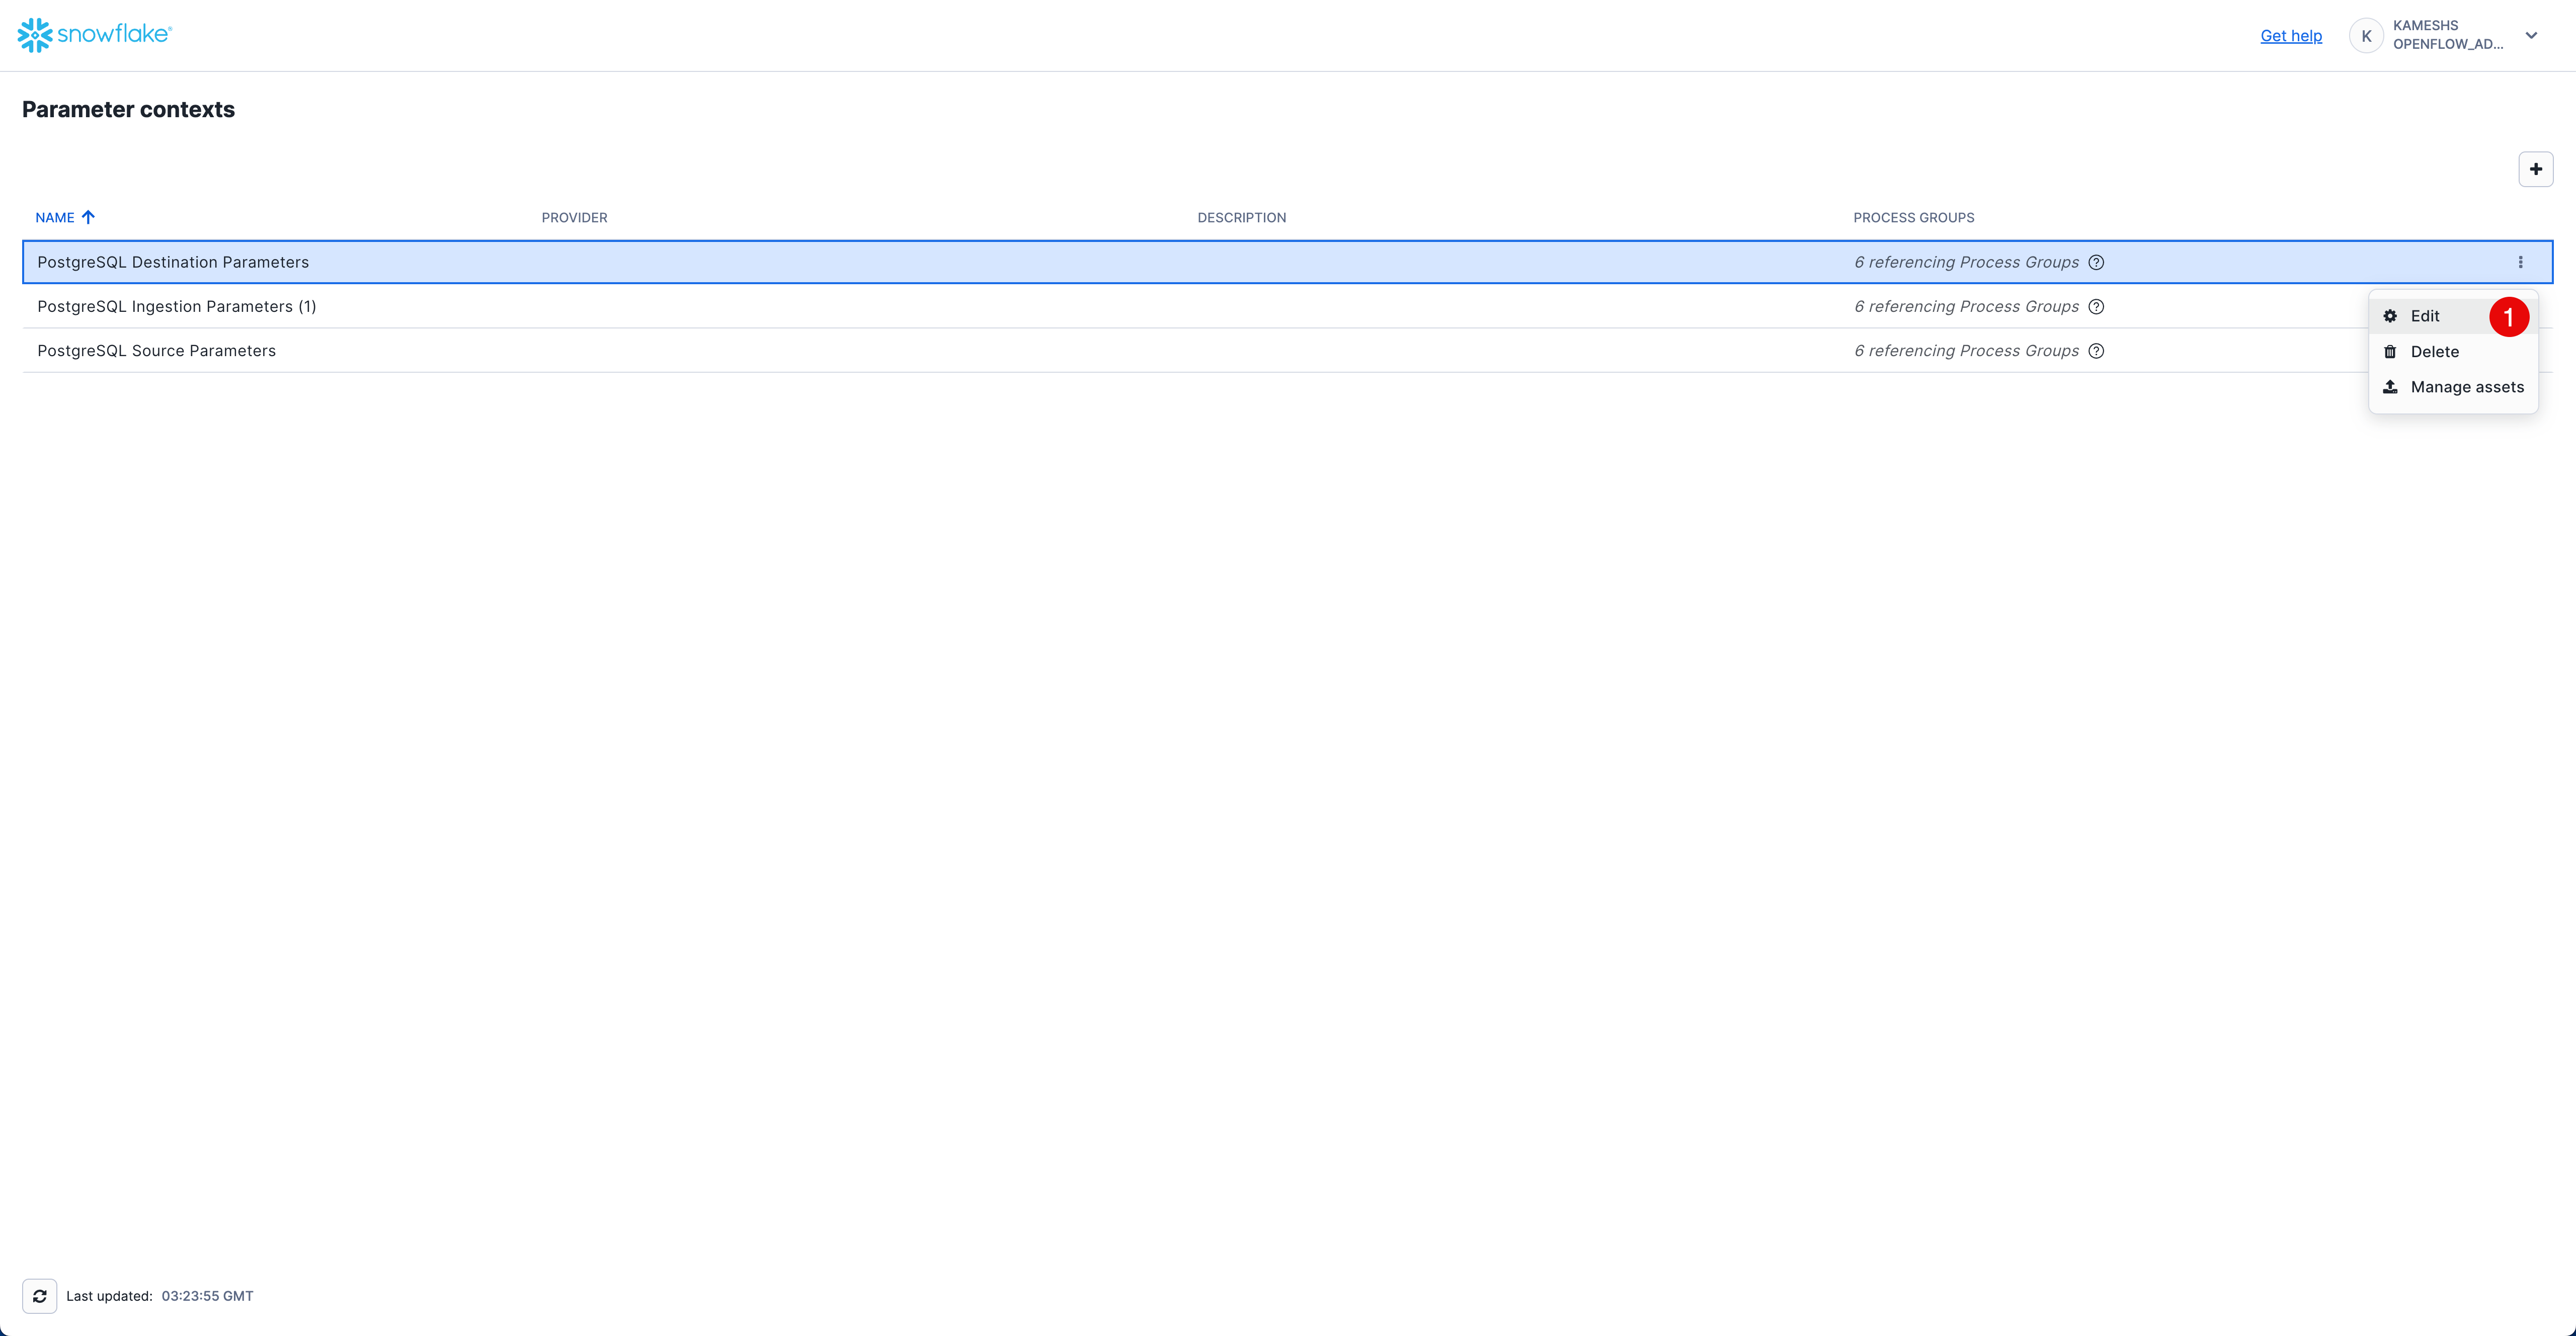 snowflake®
Get help
K
KAMESHS
OPENFLOW_AD...
Parameter contexts
NAME PROVIDER DESCRIPTION PROCESS GROUPS
PostgreSQL Destination Parameters 6 referencing Process Groups
PostgreSQL Ingestion Parameters (1) 6 referencing Process Groups
PostgreSQL Source Parameters 6 referencing Process Groups
Edit 1
Delete
Manage assets
Last updated: 03:23:55 GMT